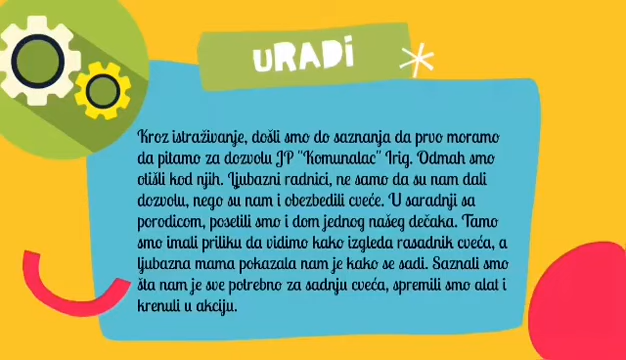 URADI
Kroz istraživanje, došli smo do saznanja da prvo moramo
da pitamo za dozvolu JP "Komunalac" Irig. Odmah smo
otišli kod njih. Ljubazni radnici, ne samo da su nam dali
dozvolu, nego su nam i obezbedili cveće. U saradnji sa
porodicom, posetili smo i dom jednog našeg dečaka. Tamo
smo imali priliku da vidimo kako izgleda rasadnik cveća, a
ljubazna mama pokazala nam je kako se sadi. Saznali smo
šta nam je sve potrebno za sadnju cveća, spremili smo alat i
krenuli u akciju.